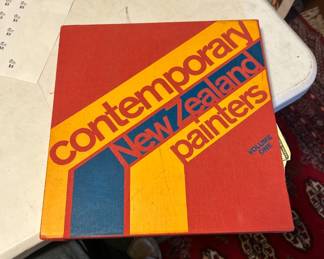 contemporary
New Zealand
painters
VOLUME
ONE